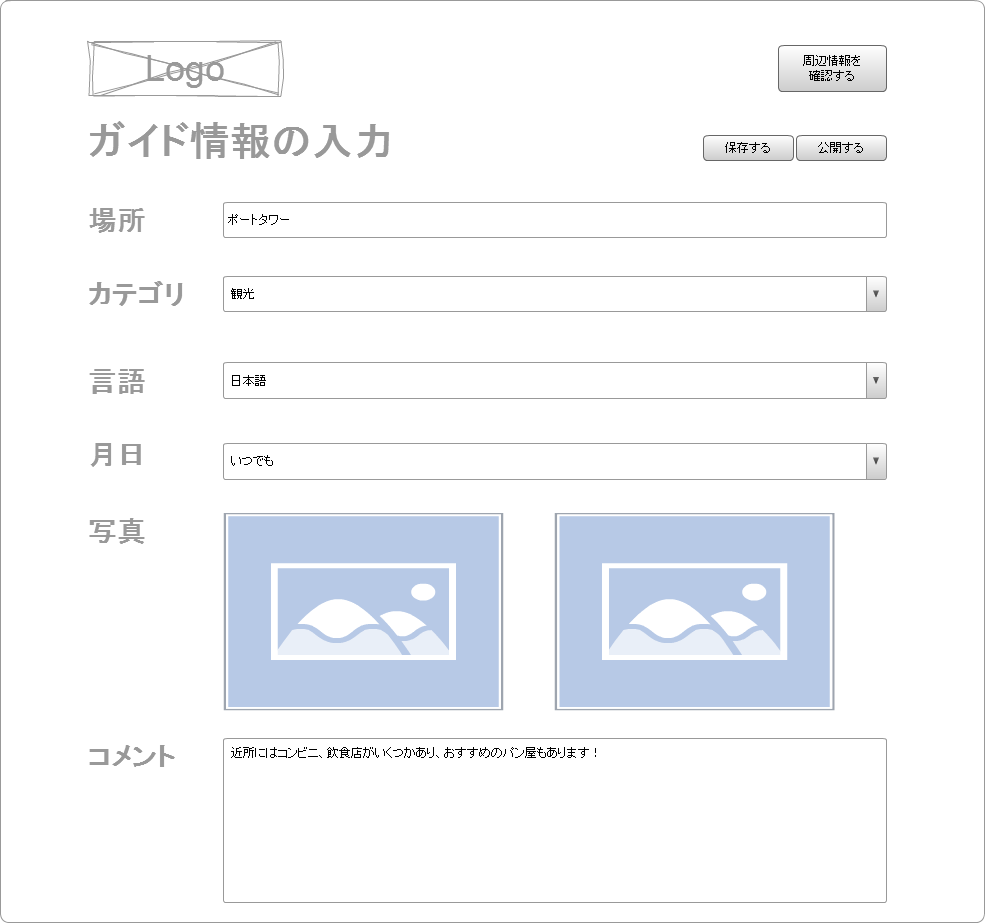 Logo
周辺情報を
確認する
ガイド情報の入力
保存する
公開する
場所
ポートタワー
カテゴリ
観光
言語
日本語
月日
いつでも
写真
コメント
近所にはコンビニ、飲食店がいくつかあり、おすすめのパン屋もあります！